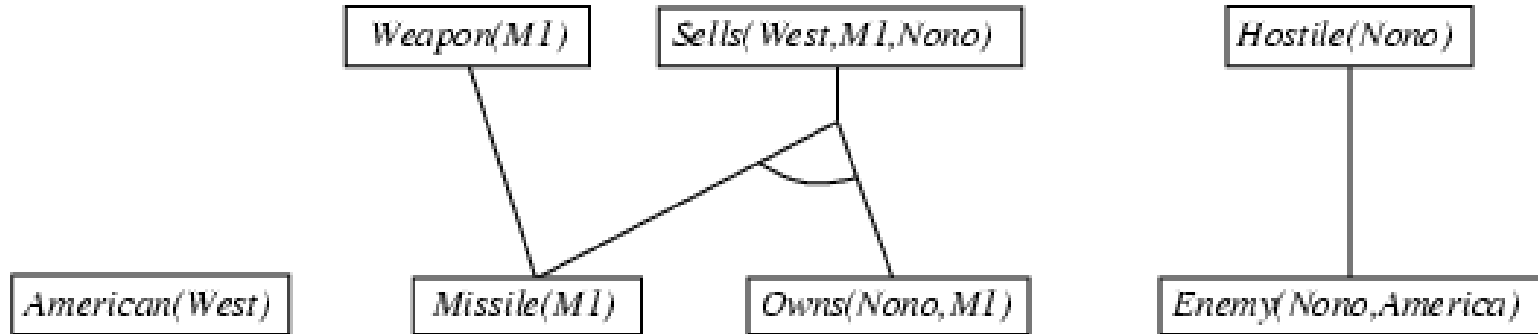 Weapon(M1)
Sells(West,M1,Nono)
Hostile(Nono)
American(West)
Missile(M1)
Owns(Nono,M1)
Enemy(Nono,America)